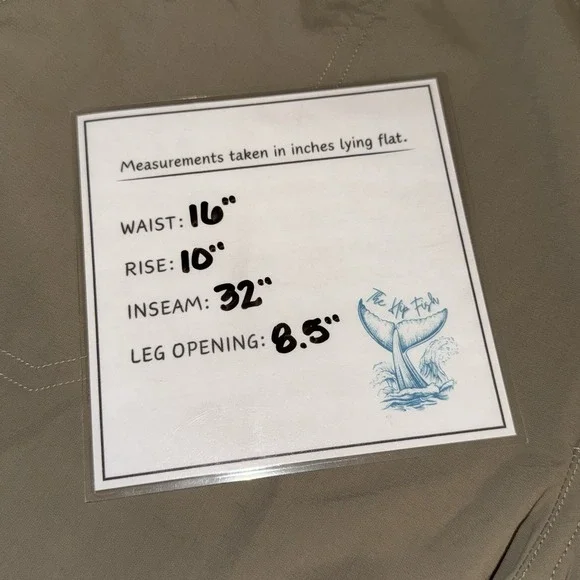 Measurements taken in inches lying flat.
WAIST: 16"
RISE: 10"
INSEAM: 32"
LEG OPENING: 8.5"
The Hip Fish